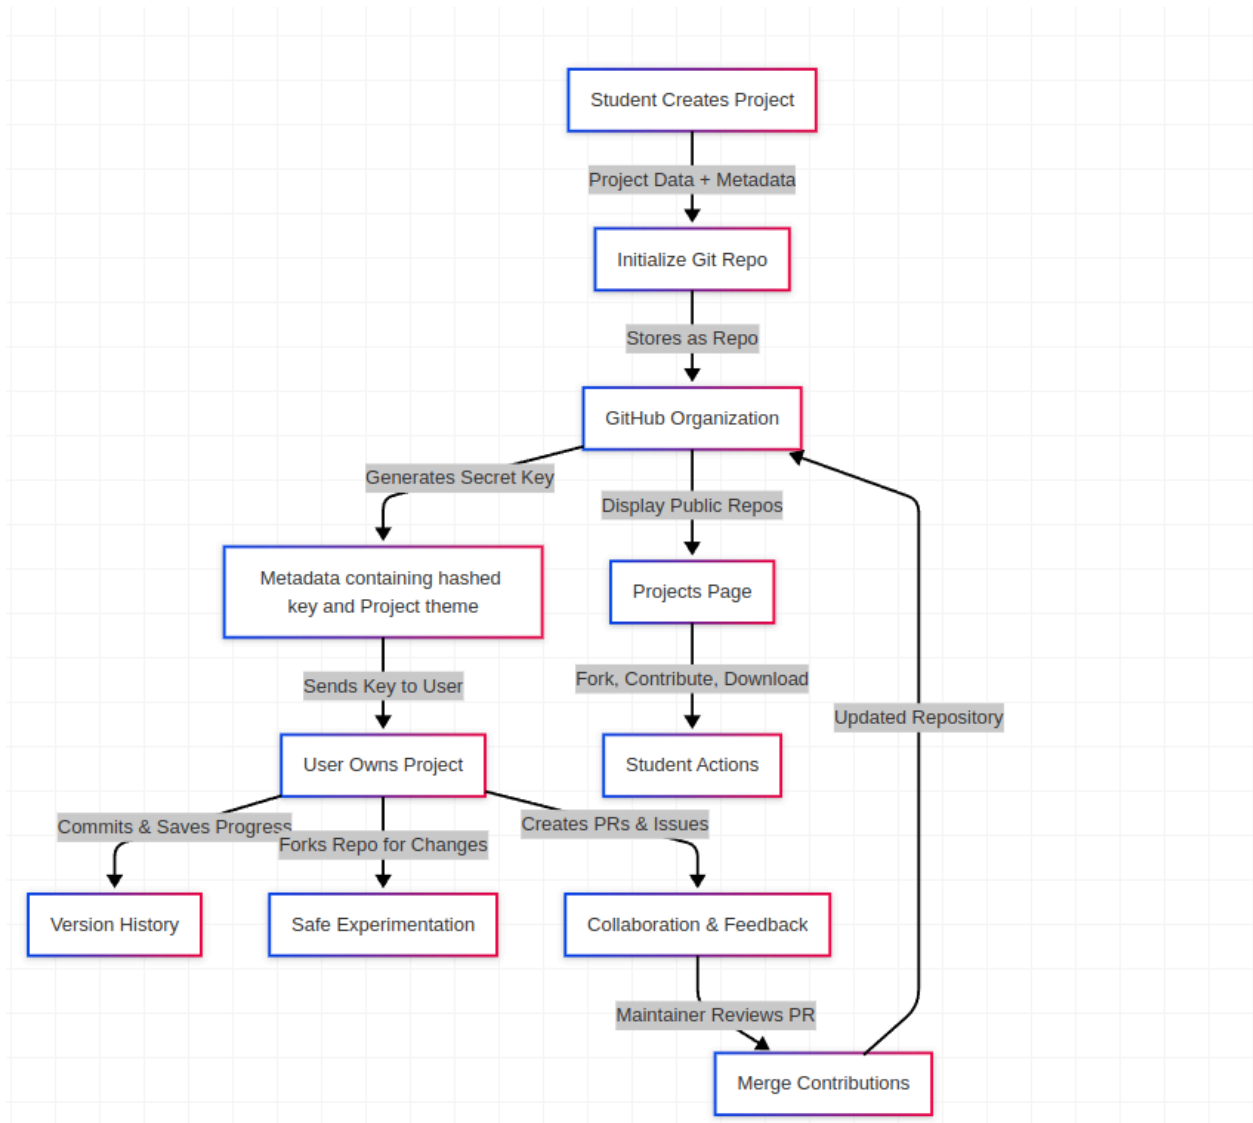 Student Creates Project
Project Data + Metadata
Initialize Git Repo
Stores as Repo
GitHub Organization
Generates Secret Key
Display Public Repos
Metadata containing hashed
key and Project theme
Projects Page
Sends Key to User
Fork, Contribute, Download
Updated Repository
User Owns Project
Student Actions
Commits & Saves Progress
Forks Repo for Changes
Creates PRs & Issues
Version History
Safe Experimentation
Collaboration & Feedback
Maintainer Reviews PR
Merge Contributions